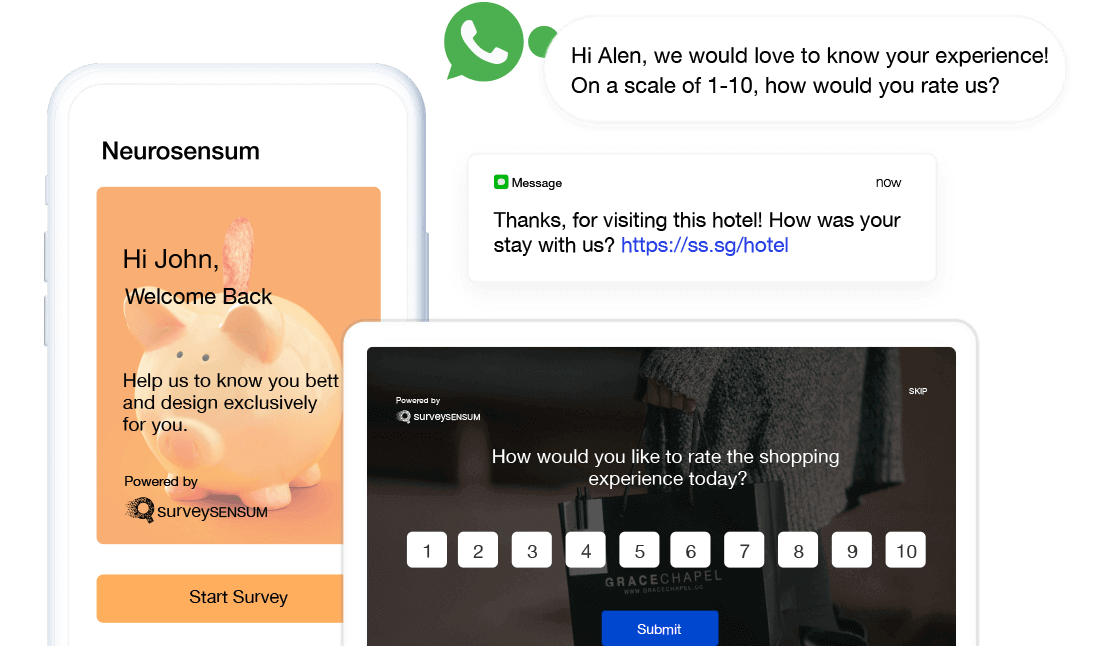 Hi Alen, we would love to know your experience!
On a scale of 1-10, how would you rate us?
Neurosensum
Message now
Thanks, for visiting this hotel! How was your
stay with us? https://ss.sg/hotel
Hi John,
Welcome Back
Help us to know you bett
and design exclusively
for you.
Powered by
surveySENSUM
Start Survey
SKIP
Powered by
surveySENSUM
How would you like to rate the shopping
experience today?
1 2 3 4 5 6 7 8 9 10
GRACECHAPEL
WWW.GRACECHAPEL.CC
Submit